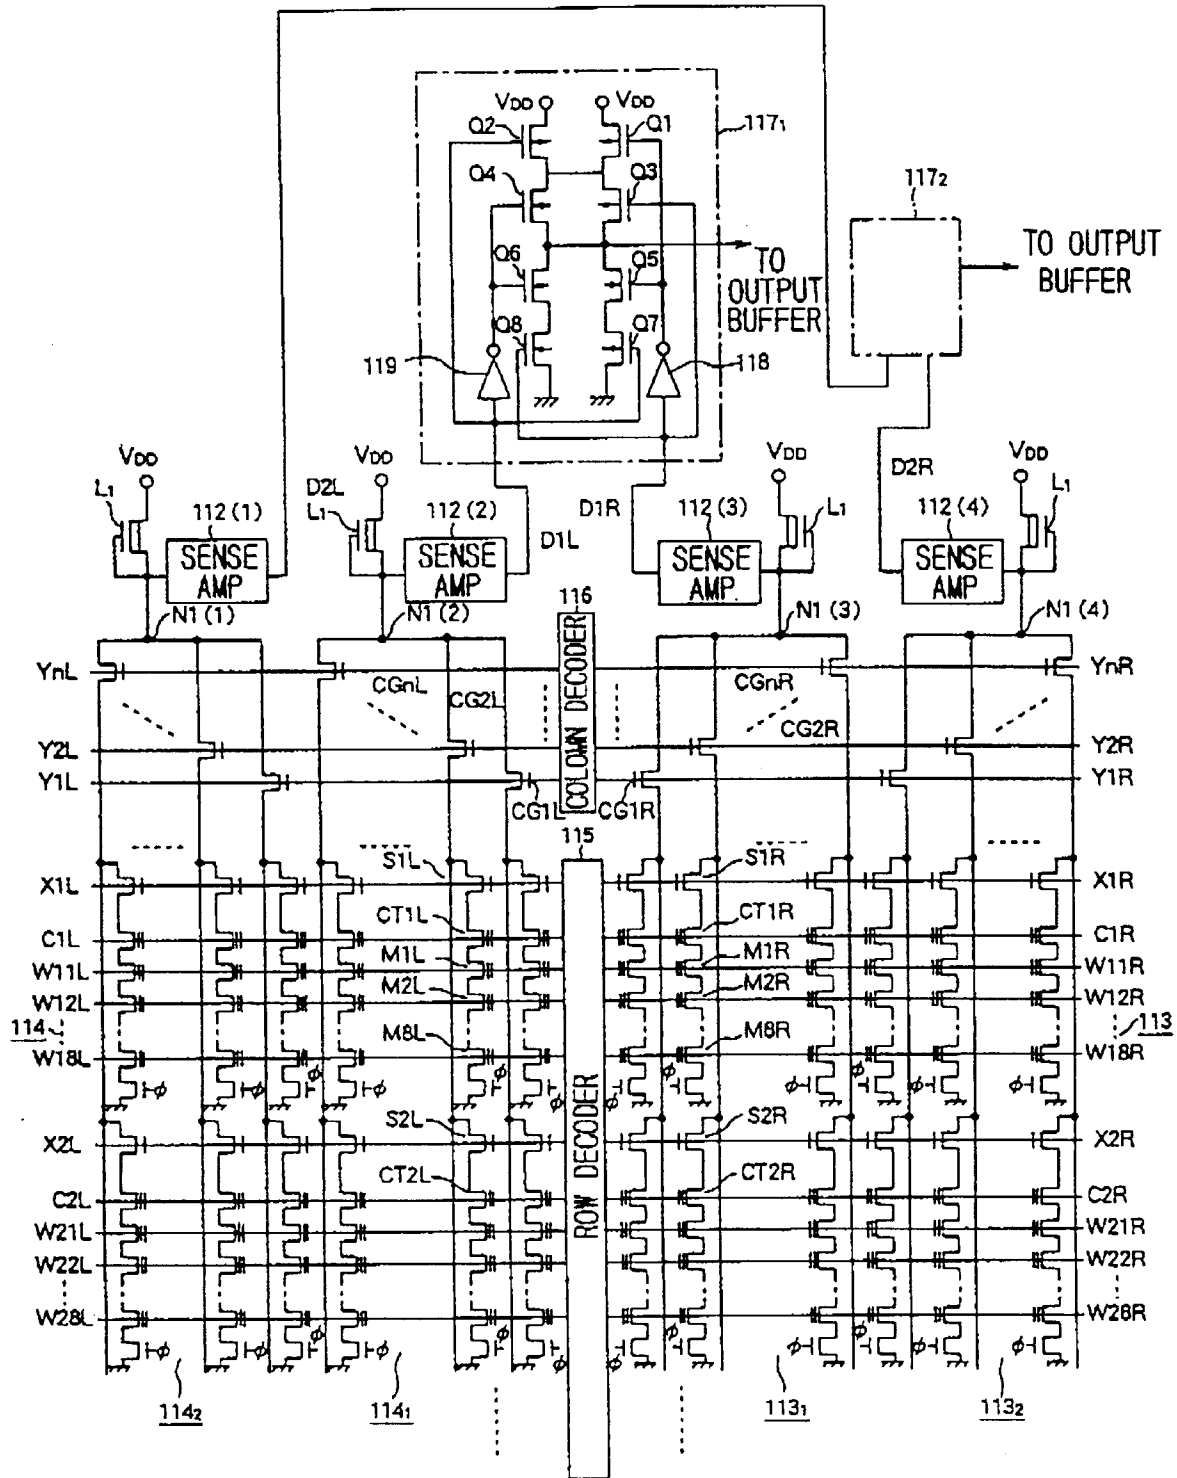 VDD VDD
Q2 Q1 117₁
Q4 Q3
117₂
TO OUTPUT
BUFFER
Q6 Q5
TO
OUTPUT
BUFFER
Q8 Q7
119 118
VDD VDD VDD VDD
L1 112(1) D2L
L1 112(2) D1L D1R 112(3) L1 D2R 112(4) L1
SENSE
AMP
SENSE
AMP
SENSE
AMP
SENSE
AMP
N1(1) N1(2) 116 N1(3) N1(4)
COLOWN DECODER
YnL CGnL CGnR YnR
CG2L CG2R
Y2L Y2R
Y1L CG1L CG1R Y1R
115
ROW DECODER
X1L S1L S1R X1R
C1L CT1L CT1R C1R
W11L M1L M1R W11R
W12L M2L M2R W12R
114 113
W18L M8L M8R W18R
ϕ ϕ ϕ ϕ ϕ ϕ ϕ ϕ ϕ ϕ ϕ ϕ
X2L S2L S2R X2R
C2L CT2L CT2R C2R
W21L W21R
W22L W22R
W28L W28R
ϕ ϕ ϕ ϕ ϕ ϕ ϕ ϕ ϕ ϕ ϕ ϕ
114₂ 114₁ 113₁ 113₂